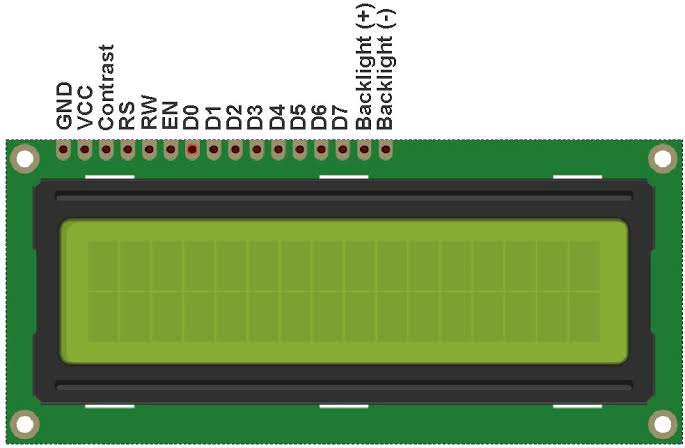 GND
VCC
Contrast
RS
RW
EN
D0
D1
D2
D3
D4
D5
D6
D7
Backlight (+)
Backlight (-)